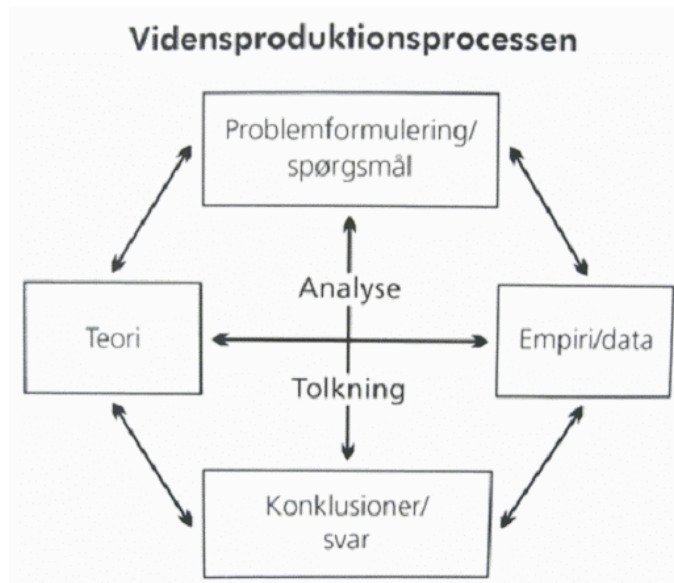 Vidensproduktionsprocessen
Problemformulering/
spørgsmål
Analyse
Teori
Empiri/data
Tolkning
Konklusioner/
svar